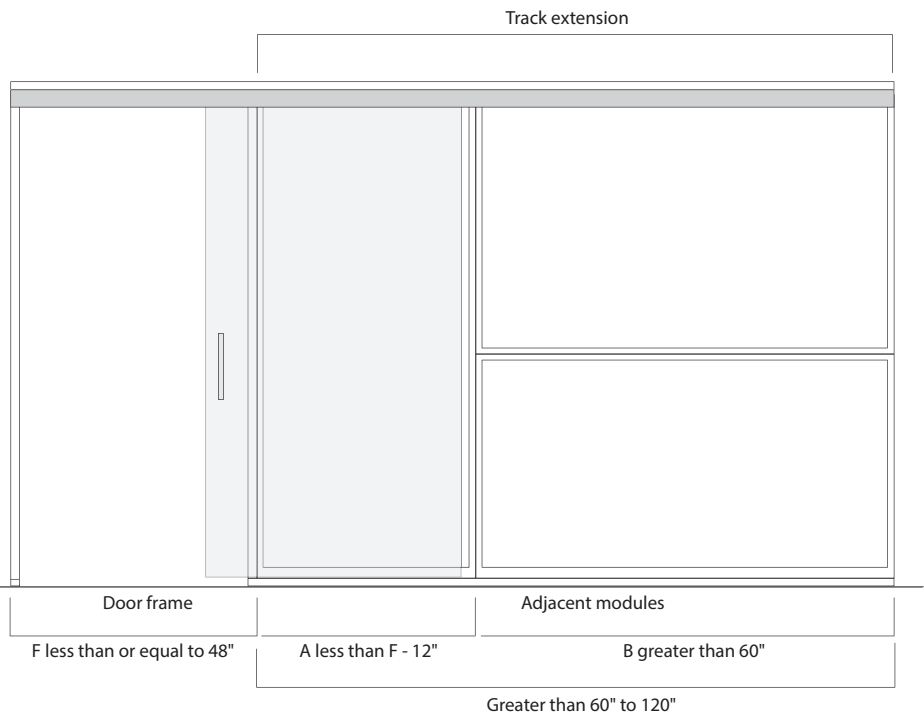 Track extension
Door frame
Adjacent modules
F less than or equal to 48"
A less than F - 12"
B greater than 60"
Greater than 60" to 120"